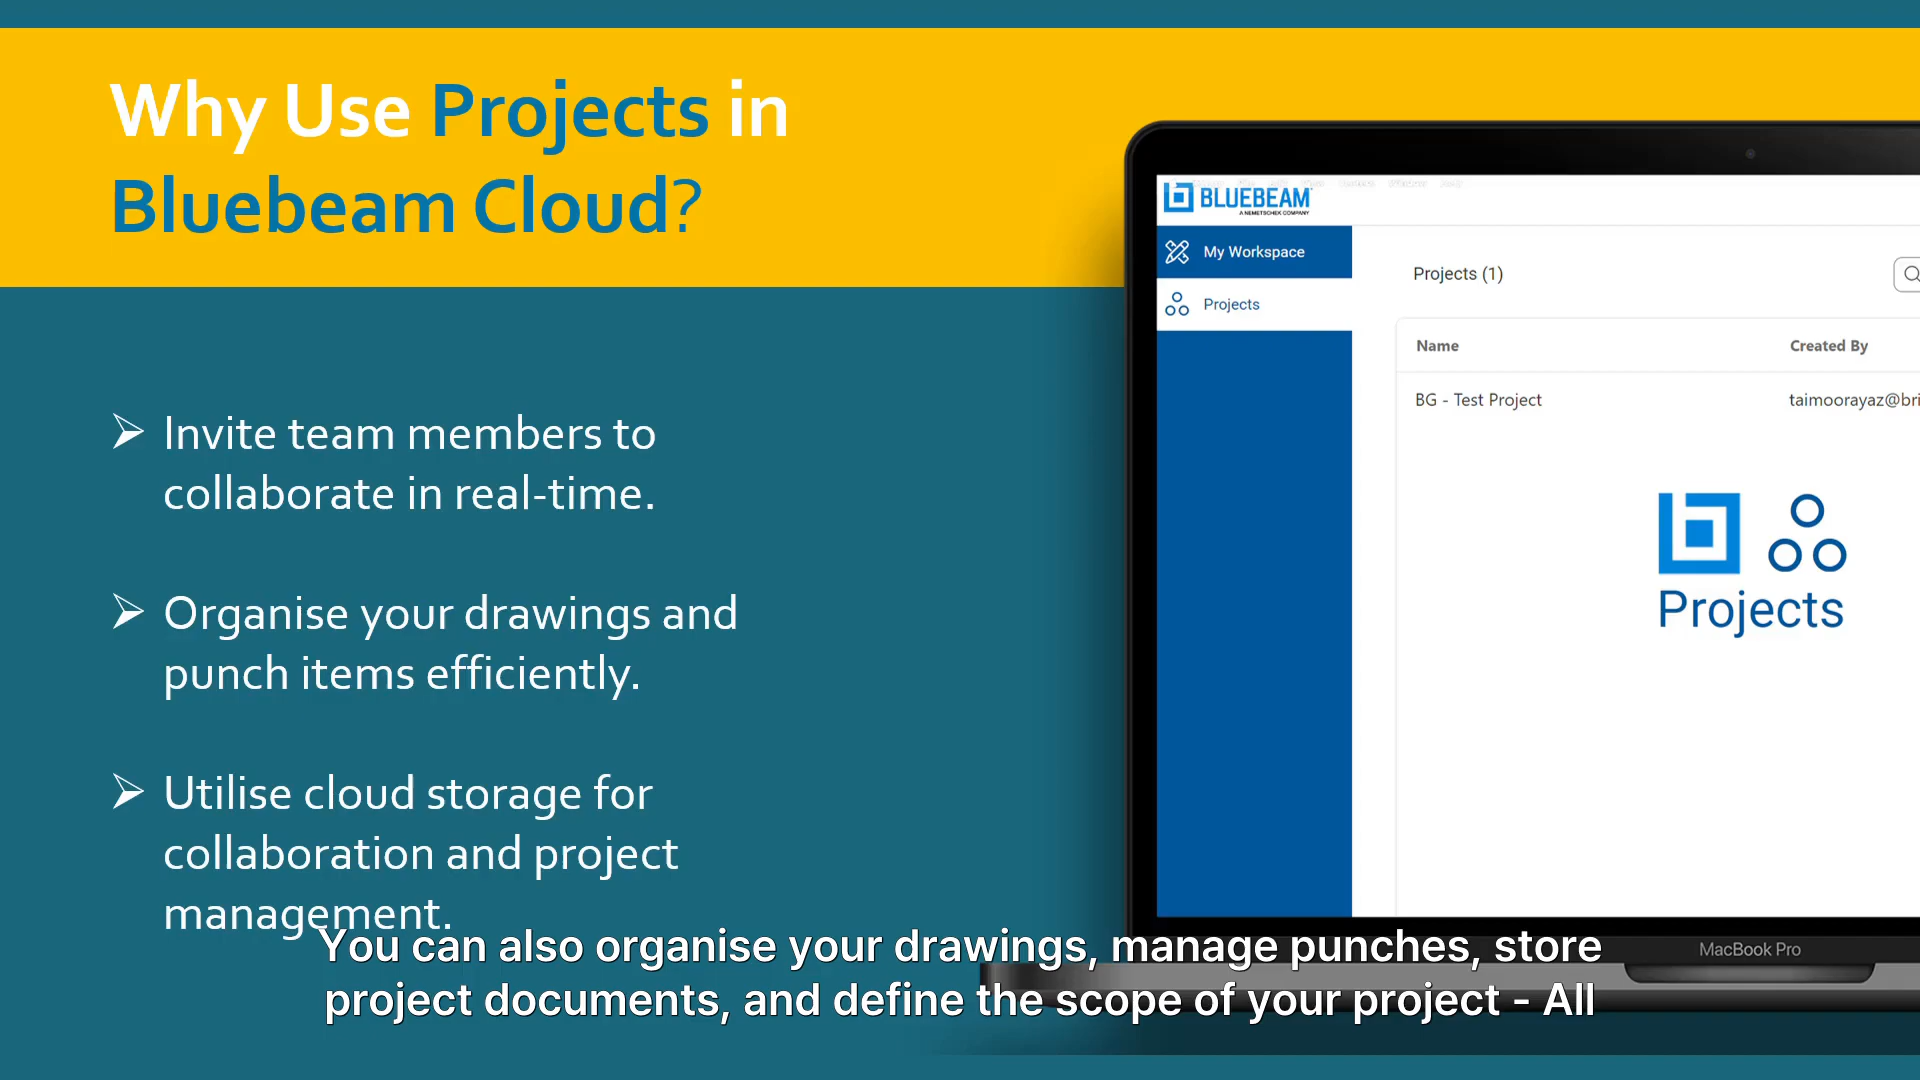 Why Use Projects in
Bluebeam Cloud?
➢ Invite team members to
collaborate in real-time.
➢ Organise your drawings and
punch items efficiently.
➢ Utilise cloud storage for
collaboration and project
management.
BLUEBEAM
A NEMETSCHEK COMPANY
My Workspace
Projects
Projects (1)
Name
Created By
BG - Test Project
taimoorayaz@bri
Projects
MacBook Pro
You can also organise your drawings, manage punches, store
project documents, and define the scope of your project - All